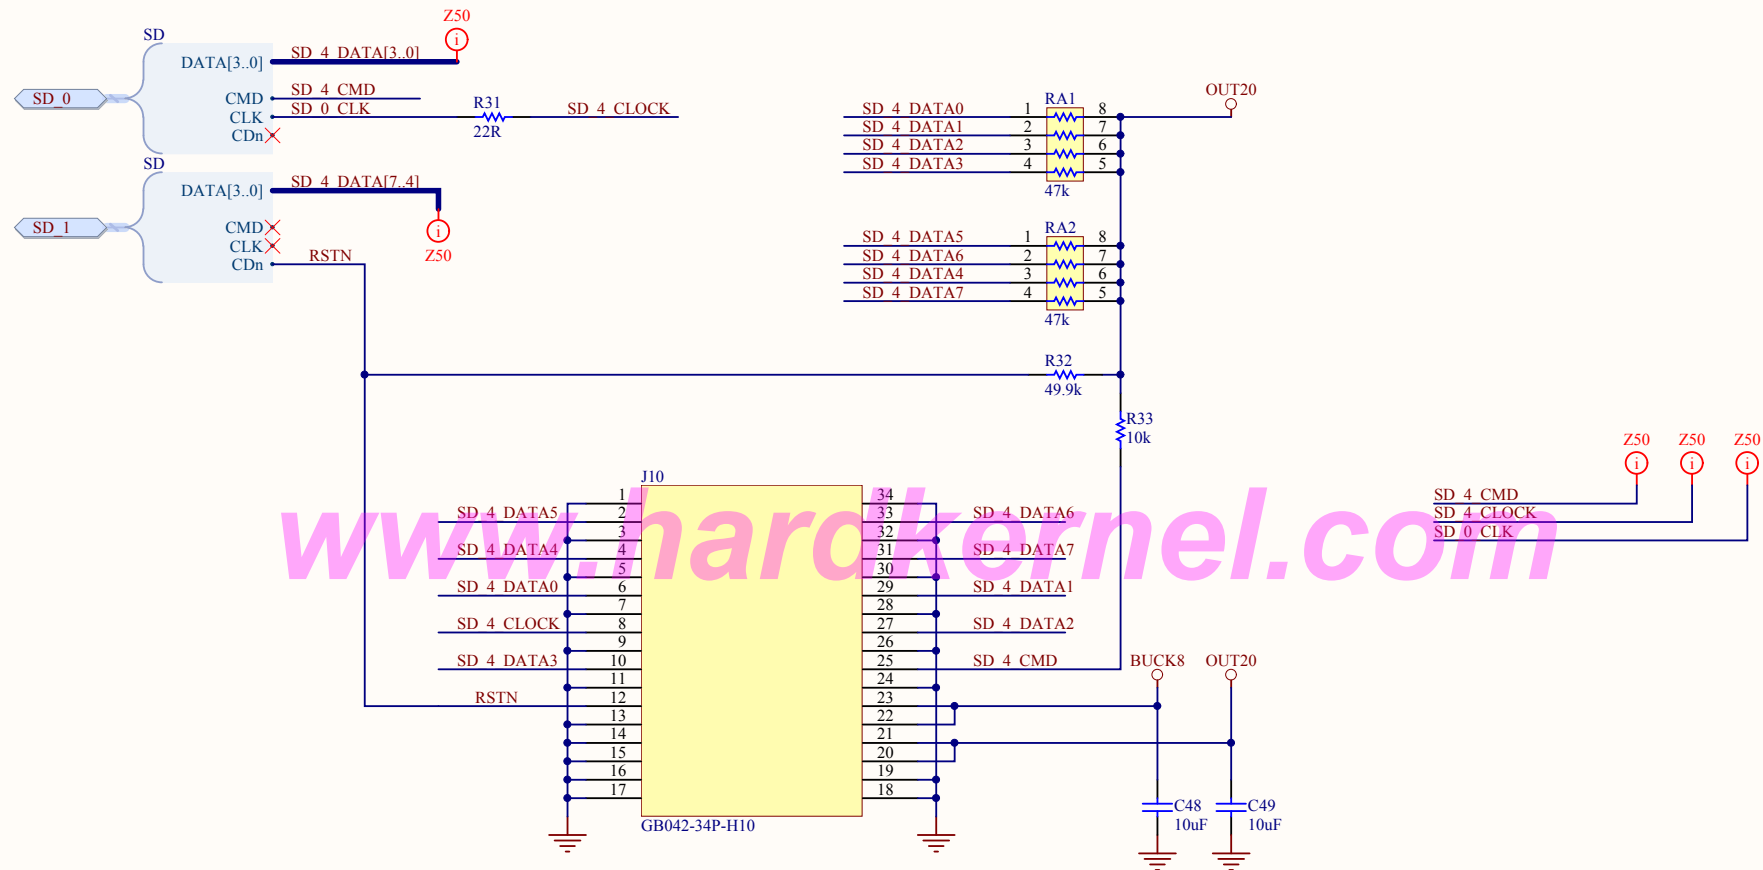 Z50
SD
DATA[3..0] SD_4_DATA[3..0]
SD_0
CMD SD_4_CMD
CLK SD_0_CLK
R31
22R
SD_4_CLOCK
CDn
SD
DATA[3..0] SD_4_DATA[7..4]
SD_1
CMD
CLK
CDn RSTN
Z50
OUT20
RA1
SD_4_DATA0 1 8
SD_4_DATA1 2 7
SD_4_DATA2 3 6
SD_4_DATA3 4 5
47k
RA2
SD_4_DATA5 1 8
SD_4_DATA6 2 7
SD_4_DATA4 3 6
SD_4_DATA7 4 5
47k
R32
49.9k
R33
10k
J10
1 34
SD_4_DATA5 2 33 SD_4_DATA6
3 32
SD_4_DATA4 4 31 SD_4_DATA7
5 30
SD_4_DATA0 6 29 SD_4_DATA1
7 28
SD_4_CLOCK 8 27 SD_4_DATA2
9 26
SD_4_DATA3 10 25 SD_4_CMD
11 24
RSTN 12 23
13 22
14 21
15 20
16 19
17 18
GB042-34P-H10
BUCK8 OUT20
C48
10uF
C49
10uF
Z50 Z50 Z50
SD_4_CMD
SD_4_CLOCK
SD_0_CLK
www.hardkernel.com